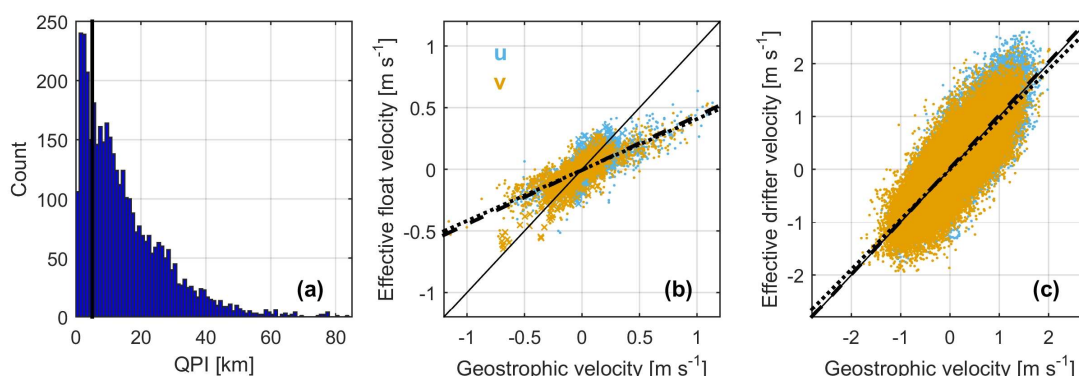 250
200
150
100
50
0
Count
0 20 40 60 80
QPI [km]
(a)
1
0.5
0
-0.5
-1
Effective float velocity [m s-1]
u
v
-1 -0.5 0 0.5 1
Geostrophic velocity [m s-1]
(b)
2
1
0
-1
-2
Effective drifter velocity [m s-1]
-2 -1 0 1 2
Geostrophic velocity [m s-1]
(c)